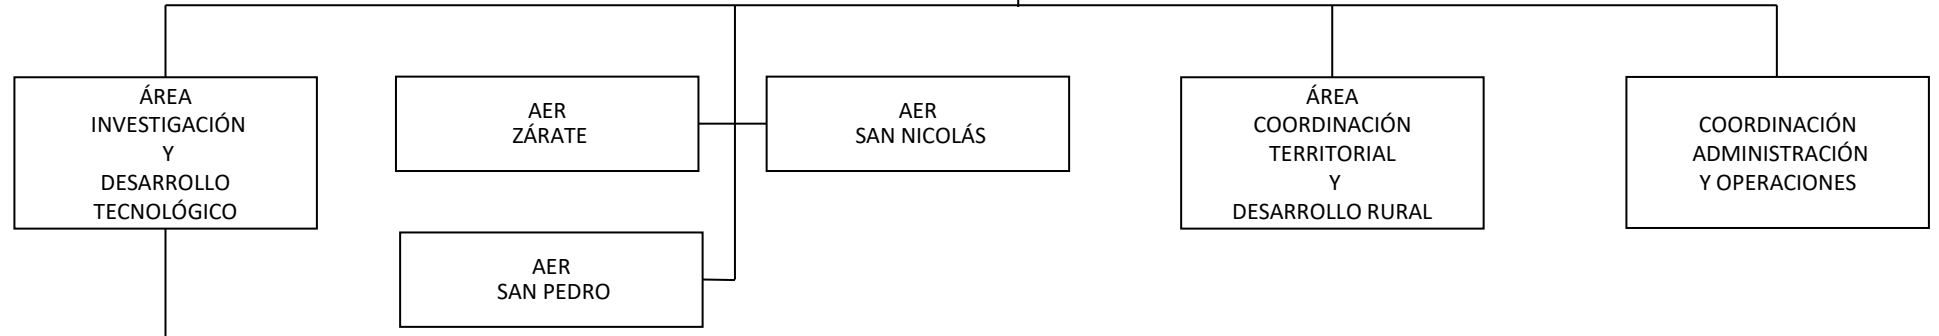 ÁREA
INVESTIGACIÓN
Y
DESARROLLO
TECNOLÓGICO
AER
ZÁRATE
AER
SAN NICOLÁS
ÁREA
COORDINACIÓN
TERRITORIAL
Y
DESARROLLO RURAL
COORDINACIÓN
ADMINISTRACIÓN
Y OPERACIONES
AER
SAN PEDRO